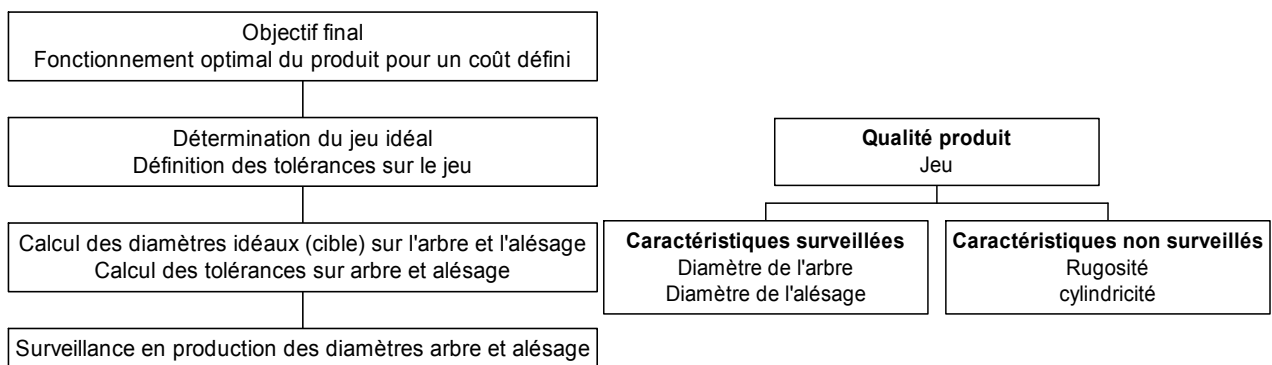 Objectif final
Fonctionnement optimal du produit pour un coût défini
Détermination du jeu idéal
Définition des tolérances sur le jeu
Calcul des diamètres idéaux (cible) sur l'arbre et l'alésage
Calcul des tolérances sur arbre et alésage
Surveillance en production des diamètres arbre et alésage
Qualité produit
Jeu
Caractéristiques surveillées
Diamètre de l'arbre
Diamètre de l'alésage
Caractéristiques non surveillés
Rugosité
cylindricité